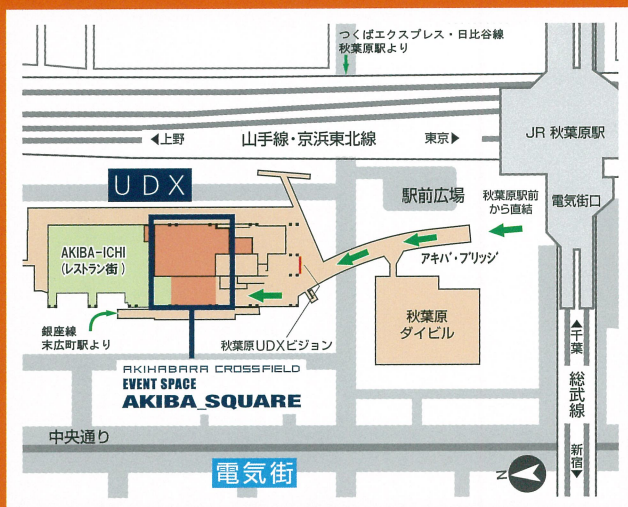 つくばエクスプレス・日比谷線
秋葉原駅より
◀上野
山手線・京浜東北線
東京▶
JR 秋葉原駅
UDX
駅前広場
秋葉原駅前
から直結
電気街口
AKIBA-ICHI
(レストラン街)
アキバ・ブリッジ
秋葉原
ダイビル
銀座線
末広町駅より
秋葉原UDXビジョン
▲千葉
総武線
新宿▼
AKIHABARA CROSSFIELD
EVENT SPACE
AKIBA_SQUARE
中央通り
電気街
N